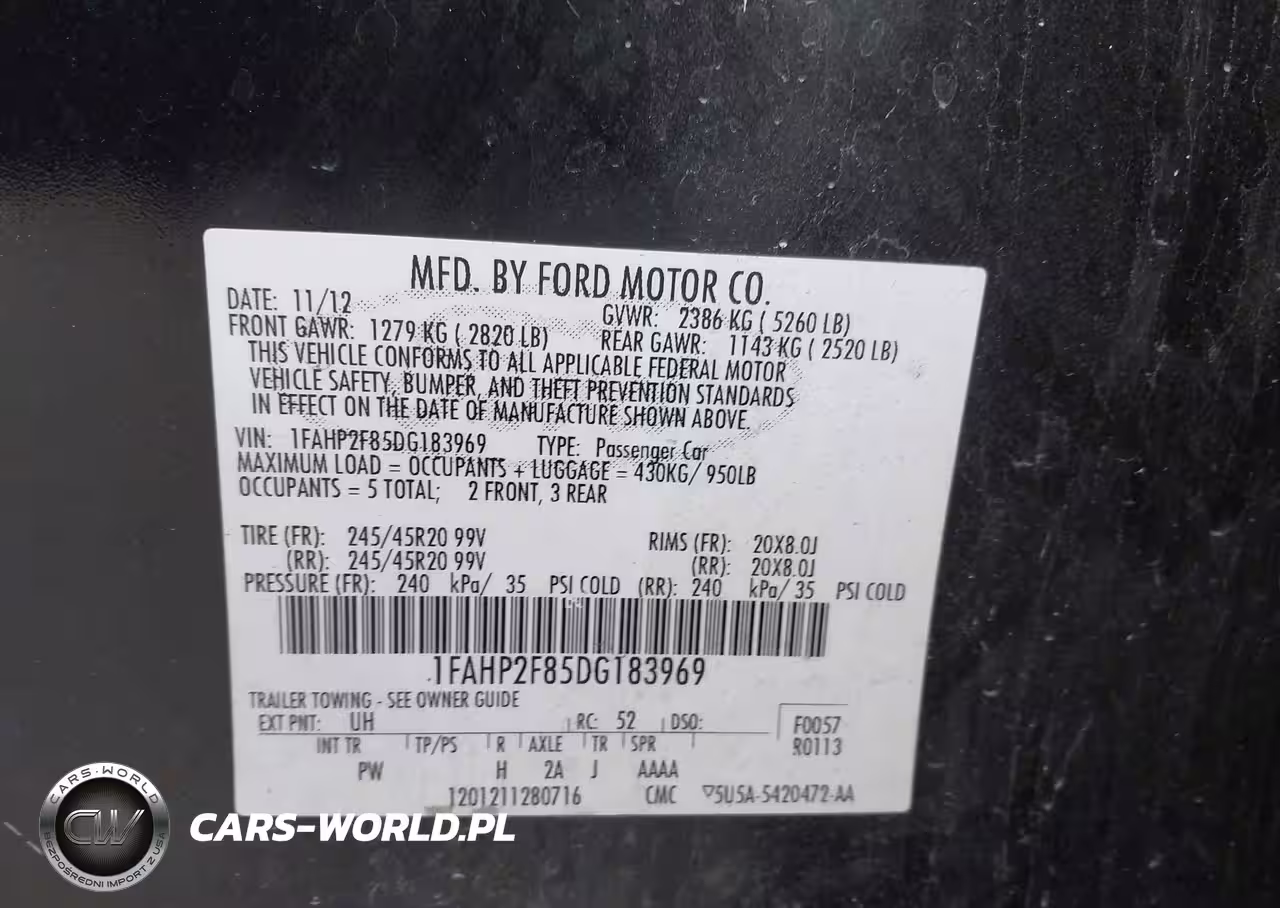 MFD. BY FORD MOTOR CO.
DATE: 11/12 GVWR: 2386 KG ( 5260 LB)
FRONT GAWR: 1279 KG ( 2820 LB) REAR GAWR: 1143 KG ( 2520 LB)
THIS VEHICLE CONFORMS TO ALL APPLICABLE FEDERAL MOTOR
VEHICLE SAFETY, BUMPER, AND THEFT PREVENTION STANDARDS
IN EFFECT ON THE DATE OF MANUFACTURE SHOWN ABOVE.
VIN: 1FAHP2F85DG183969 TYPE: Passenger Car
MAXIMUM LOAD = OCCUPANTS + LUGGAGE = 430KG/ 950LB
OCCUPANTS = 5 TOTAL; 2 FRONT, 3 REAR
TIRE (FR): 245/45R20 99V RIMS (FR): 20X8.0J
(RR): 245/45R20 99V (RR): 20X8.0J
PRESSURE (FR): 240 kPa/ 35 PSI COLD (RR): 240 kPa/ 35 PSI COLD
1FAHP2F85DG183969
TRAILER TOWING - SEE OWNER GUIDE
EXT PNT: UH RC: 52 DSO: F0057
R0113
INT TR TP/PS R AXLE TR SPR
PW H 2A J AAAA
1201211280716 CMC ▽5U5A-5420472-AA
CARS-WORLD
CW
BEZPOŚREDNI IMPORT Z USA
CARS-WORLD.PL